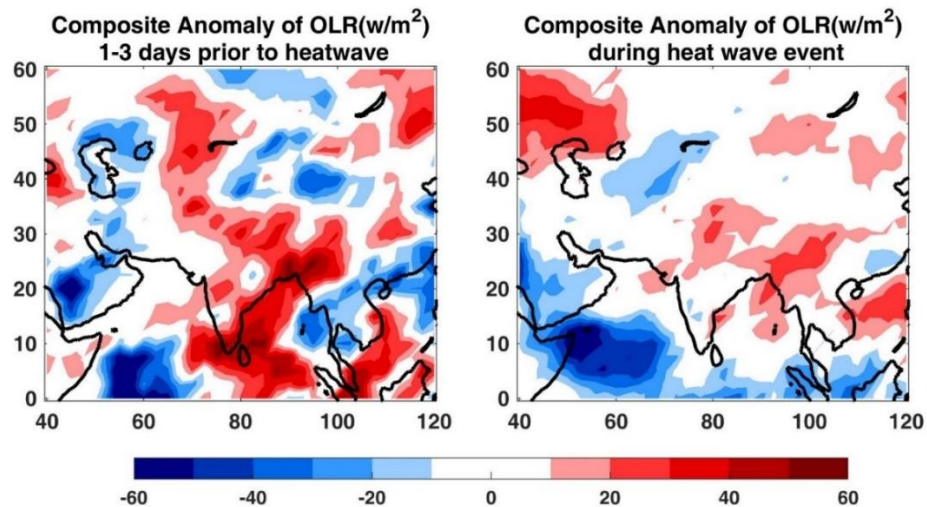 Composite Anomaly of OLR(w/m²)
1-3 days prior to heatwave
60
50
40
30
20
10
0
40 60 80 100 120
Composite Anomaly of OLR(w/m²)
during heat wave event
60
50
40
30
20
10
0
40 60 80 100 120
-60 -40 -20 0 20 40 60